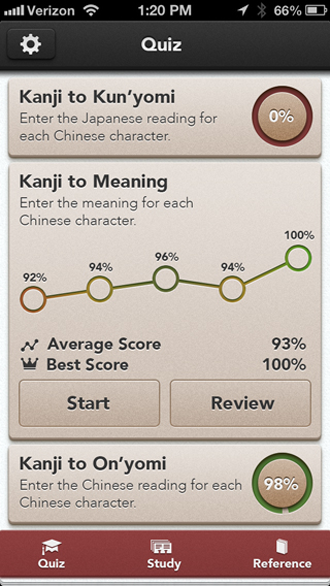 Verizon 1:20 PM 66%
Quiz
Kanji to Kun'yomi
Enter the Japanese reading for
each Chinese character.
0%
Kanji to Meaning
Enter the meaning for each
Chinese character.
92%
94%
96%
94%
100%
Average Score 93%
Best Score 100%
Start Review
Kanji to On'yomi
Enter the Chinese reading for each
Chinese character.
98%
Quiz Study Reference